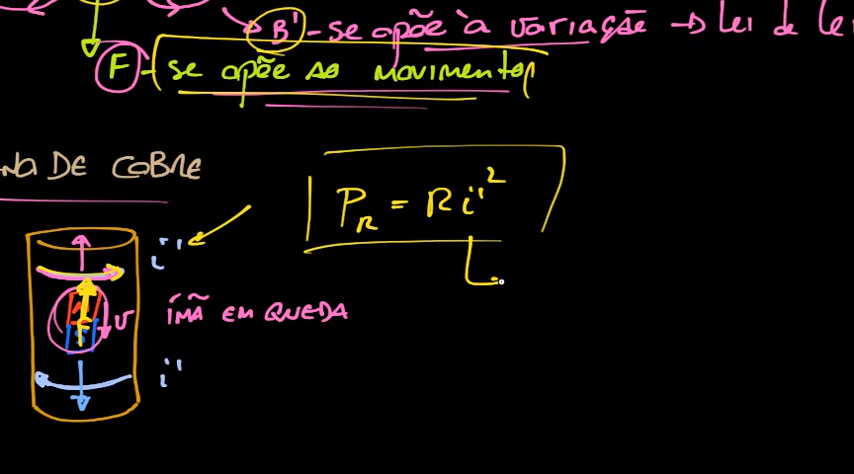 B' - se opõe à variação → lei de le
F - se opõe ao movimento
NA DE COBRE
P_R = R i'²
i'
N
F
S
v
ÍMÃ EM QUEDA
i'